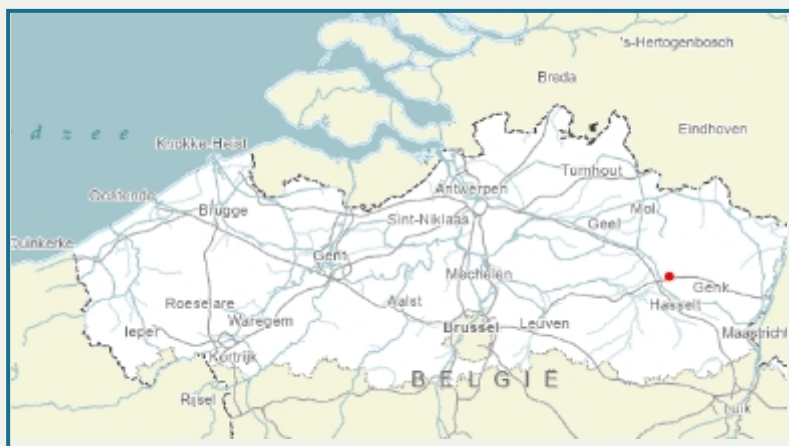 's-Hertogenbosch
Breda
Eindhoven
d z e e
Knokke-Heist
Turnhout
Antwerpen
Oostende
Mol
Brugge
Sint-Niklaas
Geel
Duinkerke
Gent
Mechelen
Genk
Roeselare
Aalst
Hasselt
Ieper
Waregem
Brussel
Leuven
Maastricht
Kortrijk
BELGIË
Rijsel
Luik